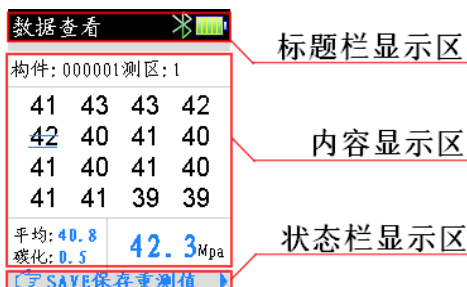 数据查看
标题栏显示区
构件:000001测区:1
41 43 43 42
42 40 41 40
41 40 41 40
41 41 39 39
内容显示区
平均:40.8
碳化:0.5
42.3Mpa
状态栏显示区
SAVE保存重测值